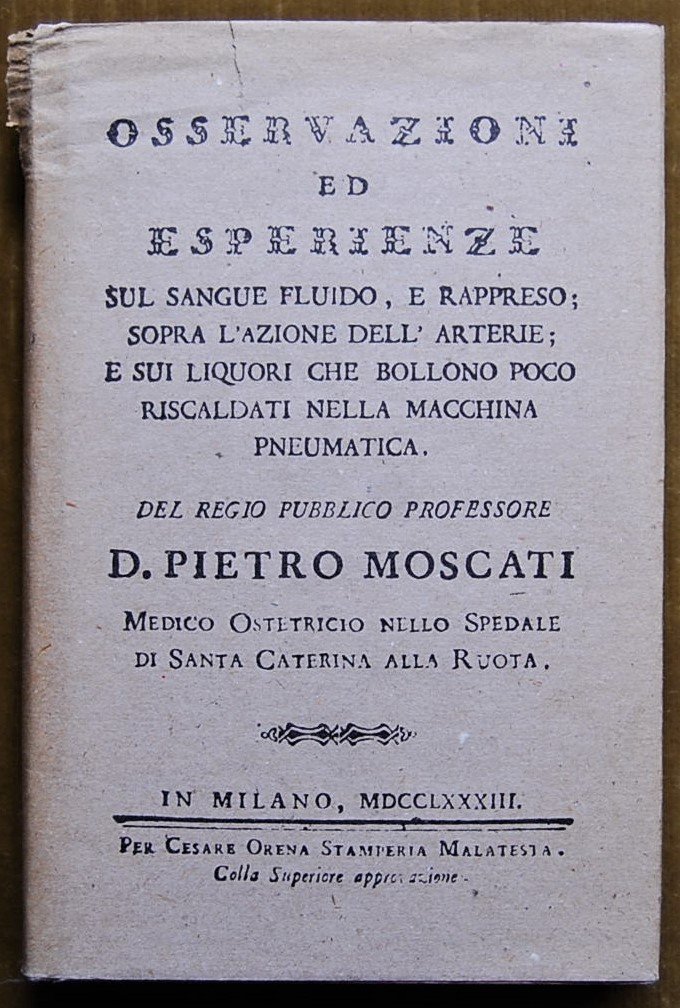 OSSERVAZIONI
ED
ESPERIENZE
SUL SANGUE FLUIDO, E RAPPRESO;
SOPRA L'AZIONE DELL' ARTERIE;
E SUI LIQUORI CHE BOLLONO POCO
RISCALDATI NELLA MACCHINA
PNEUMATICA.
DEL REGIO PUBBLICO PROFESSORE
D. PIETRO MOSCATI
MEDICO OSTETRICIO NELLO SPEDALE
DI SANTA CATERINA ALLA RUOTA.
IN MILANO, MDCCLXXXIII.
PER CESARE ORENA STAMPERIA MALATESTA.
Colla Superiore approvazione.